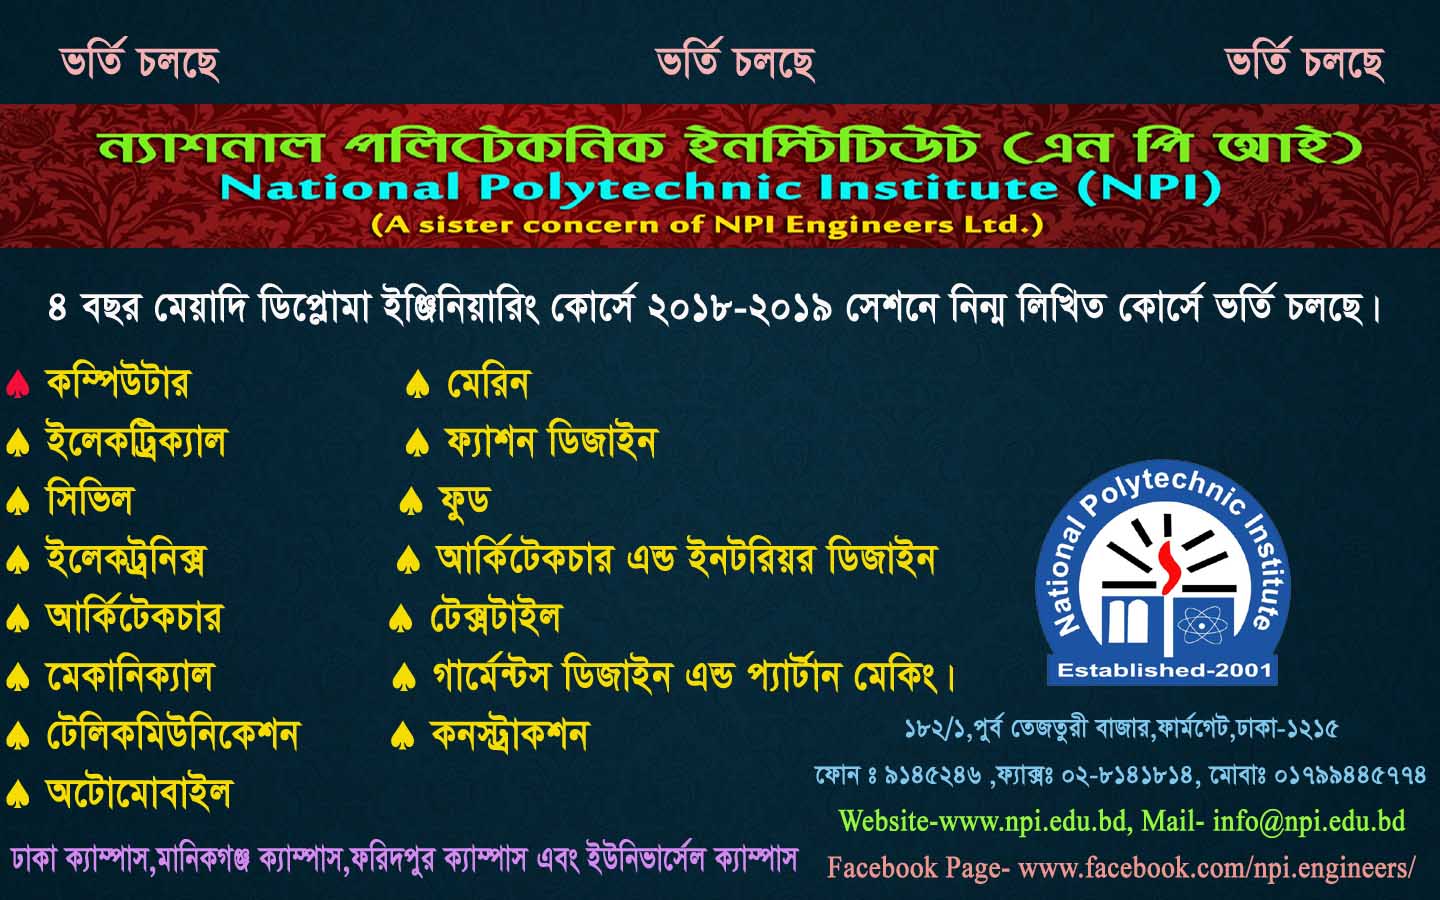 ভর্তি চলছে ভর্তি চলছে ভর্তি চলছে
ন্যাশনাল পলিটেকনিক ইনস্টিটিউট (এন পি আই)
National Polytechnic Institute (NPI)
(A sister concern of NPI Engineers Ltd.)
৪ বছর মেয়াদি ডিপ্লোমা ইঞ্জিনিয়ারিং কোর্সে ২০১৮-২০১৯ সেশনে নিন্ম লিখিত কোর্সে ভর্তি চলছে।
♠ কম্পিউটার
♠ ইলেকট্রিক্যাল
♠ সিভিল
♠ ইলেকট্রনিক্স
♠ আর্কিটেকচার
♠ মেকানিক্যাল
♠ টেলিকমিউনিকেশন
♠ অটোমোবাইল
♠ মেরিন
♠ ফ্যাশন ডিজাইন
♠ ফুড
♠ আর্কিটেকচার এন্ড ইনটরিয়র ডিজাইন
♠ টেক্সটাইল
♠ গার্মেন্টস ডিজাইন এন্ড প্যার্টান মেকিং।
♠ কনস্ট্রাকশন
National Polytechnic Institute
Established-2001
১৮২/১,পুর্ব তেজতুরী বাজার,ফার্মগেট,ঢাকা-১২১৫
ফোন ঃ ৯১৪৫২৪৬ ,ফ্যাক্সঃ ০২-৮১৪১৮১৪, মোবাঃ ০১৭৯৯৪৪৫৭৭৪
Website-www.npi.edu.bd, Mail- info@npi.edu.bd
Facebook Page- www.facebook.com/npi.engineers/
ঢাকা ক্যাম্পাস,মানিকগঞ্জ ক্যাম্পাস,ফরিদপুর ক্যাম্পাস এবং ইউনিভার্সেল ক্যাম্পাস